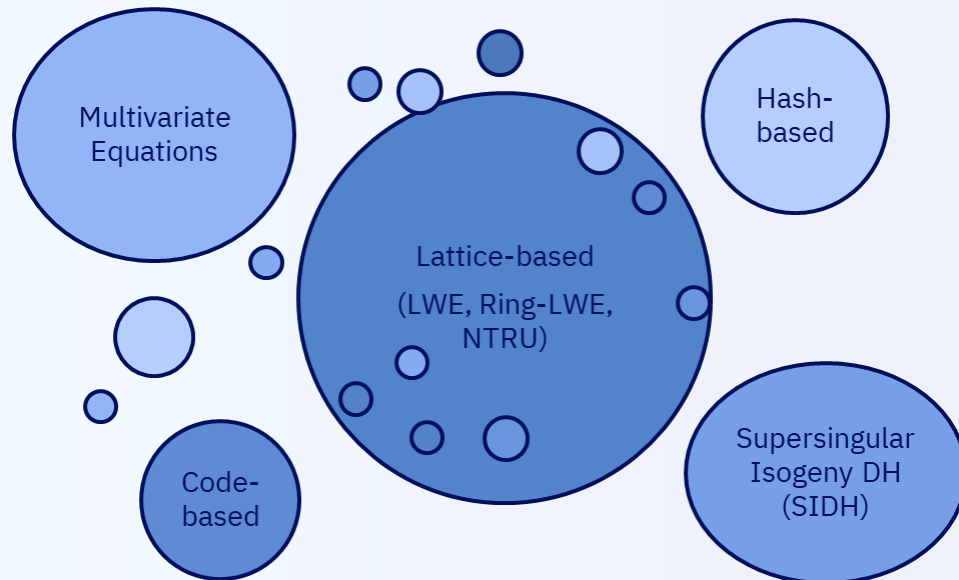 Multivariate
Equations
Hash-
based
Lattice-based
(LWE, Ring-LWE,
NTRU)
Code-
based
Supersingular
Isogeny DH
(SIDH)